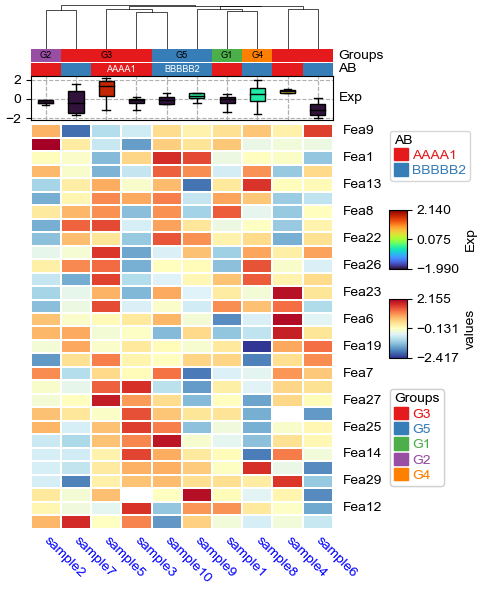 G2 G3 G5 G1 G4 Groups
AAAA1 BBBBB2 AB
2
0 Exp
−2
Fea9
Fea1
Fea13
Fea8
Fea22
Fea26
Fea23
Fea6
Fea19
Fea7
Fea27
Fea25
Fea14
Fea29
Fea12
sample2 sample7 sample5 sample3 sample10 sample9 sample1 sample8 sample4 sample6
AB
AAAA1
BBBBB2
2.140
0.075
−1.990
Exp
2.155
−0.131
−2.417
values
Groups
G3
G5
G1
G2
G4